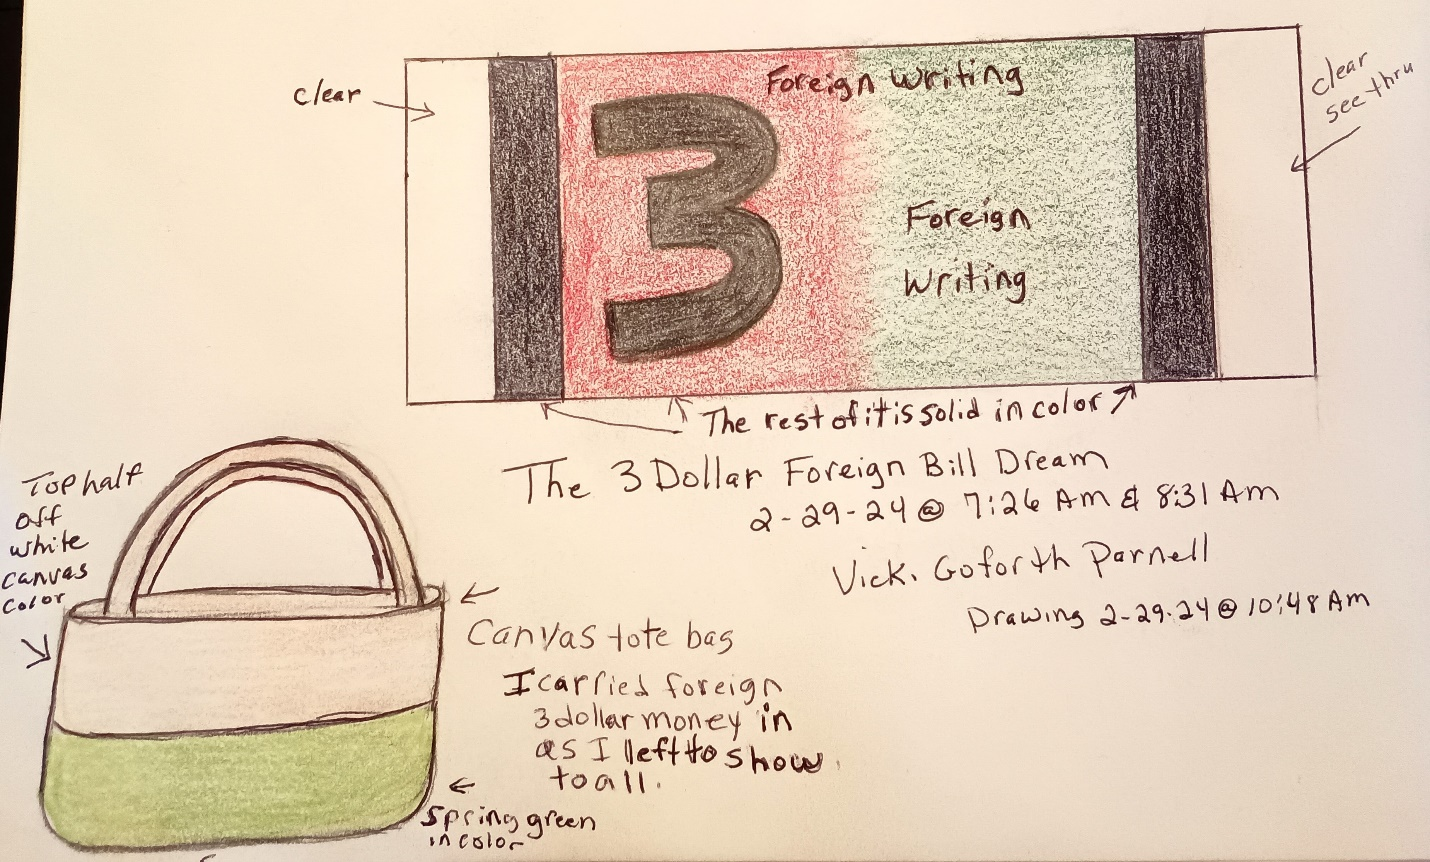 clear
Foreign Writing
3
Foreign
Writing
clear
see thru
The rest of it is solid in color
The 3 Dollar Foreign Bill Dream
2-29-24 @ 7:26 AM & 8:31 AM
Vick. Goforth Parnell
Drawing 2-29-24 @ 10:48 AM
Top half
off
white
canvas
color
Canvas tote bag
I carried foreign
3 dollar money in
as I left to show
to all.
Spring green
in color